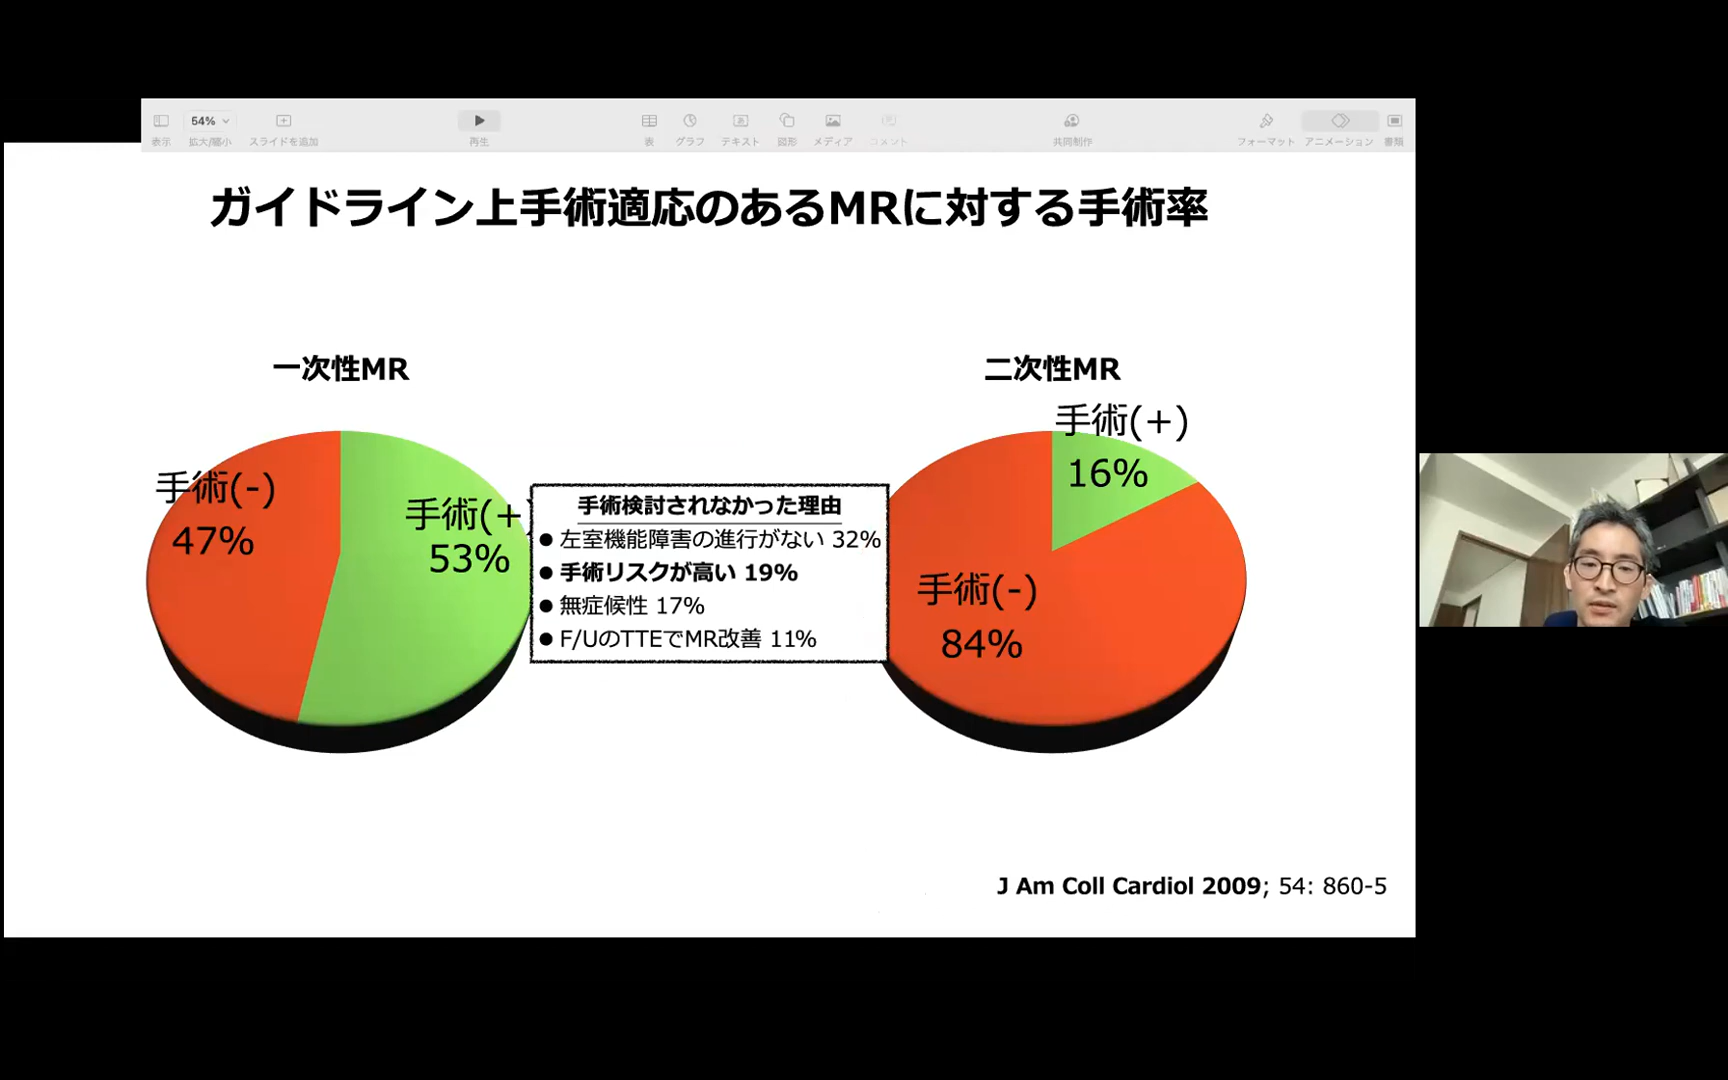 54%
表示
拡大/縮小
スライドを追加
再生
表
グラフ
テキスト
図形
メディア
コメント
共同制作
フォーマット
アニメーション
書類
ガイドライン上手術適応のあるMRに対する手術率
一次性MR
手術(-)
47%
手術(+
53%
手術検討されなかった理由
● 左室機能障害の進行がない 32%
● 手術リスクが高い 19%
● 無症候性 17%
● F/UのTTEでMR改善 11%
二次性MR
手術(+)
16%
手術(-)
84%
J Am Coll Cardiol 2009; 54: 860-5